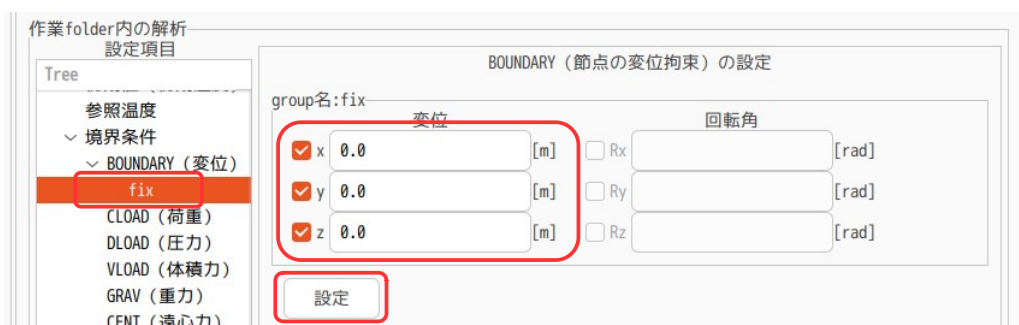 作業folder内の解析
設定項目
Tree
参照温度
境界条件
BOUNDARY (変位)
fix
CLOAD (荷重)
DLOAD (圧力)
VLOAD (体積力)
GRAV (重力)
CENT (遠心力)
BOUNDARY (節点の変位拘束) の設定
group名:fix
変位 回転角
x 0.0 [m] Rx [rad]
y 0.0 [m] Ry [rad]
z 0.0 [m] Rz [rad]
設定